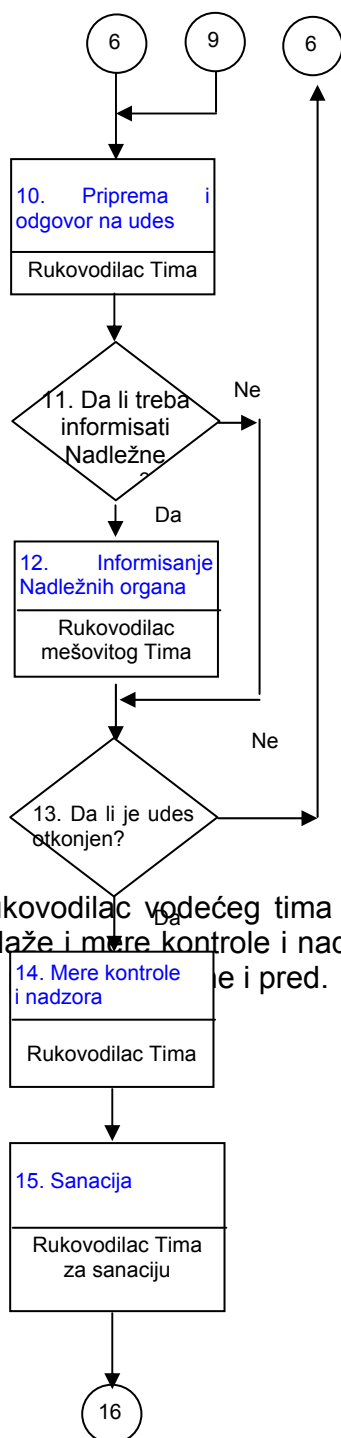 6 9 6
10. Priprema i
odgovor na udes
Rukovodilac Tima
11. Da li treba
informisati
Nadležne
Ne
Da
12. Informisanje
Nadležnih organa
Rukovodilac
mešovitog Tima
Ne
13. Da li je udes
otkonjen?
ukovodilac vodećeg tima
Da
laže i mere kontrole i nad
e i pred.
14. Mere kontrole
i nadzora
Rukovodilac Tima
15. Sanacija
Rukovodilac Tima
za sanaciju
16